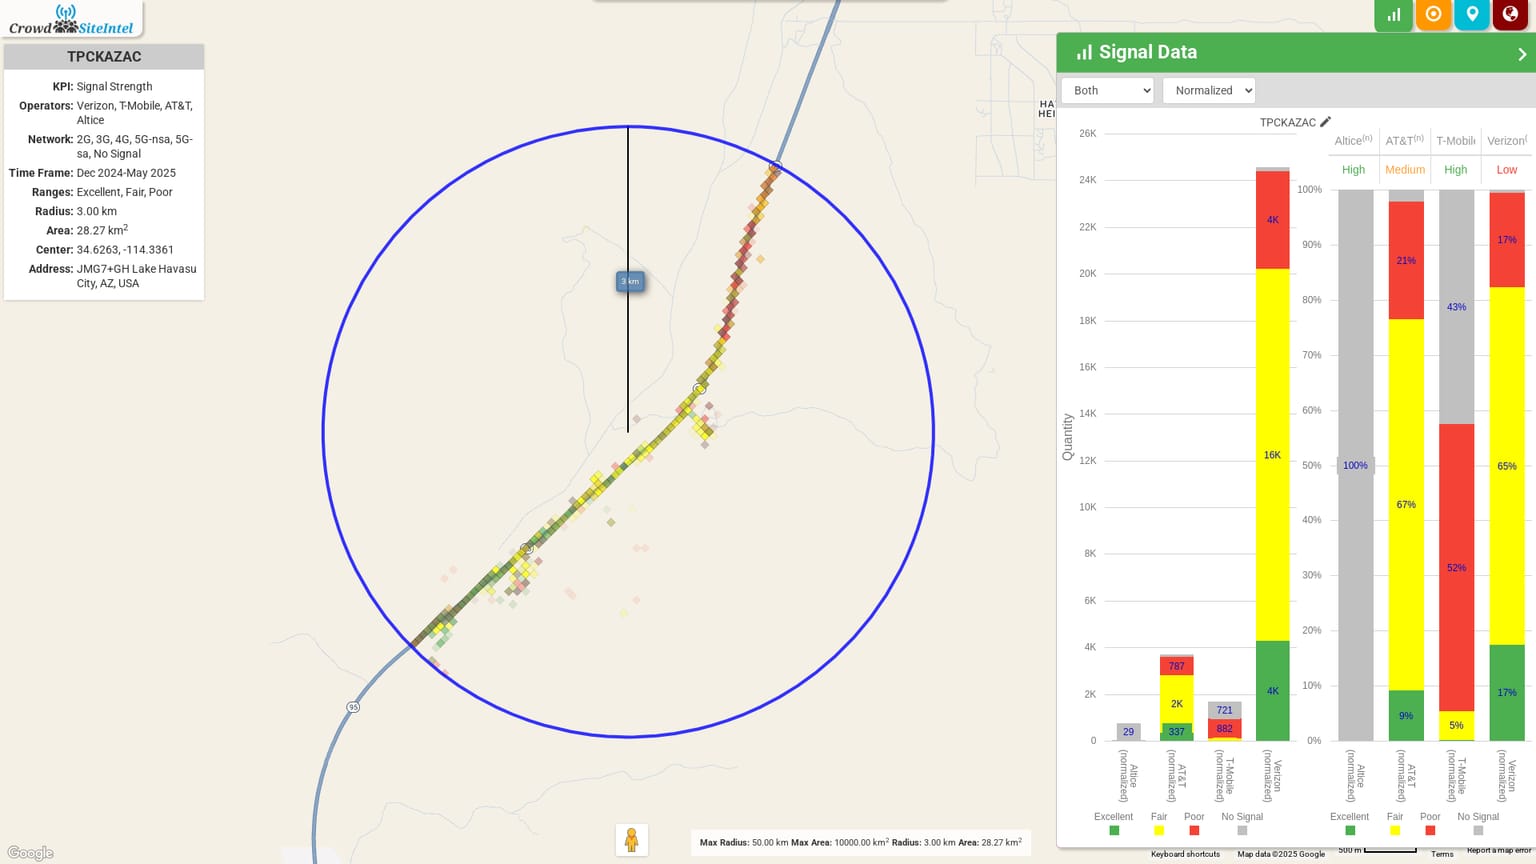 CrowdSiteIntel
TPCKAZAC
KPI: Signal Strength
Operators: Verizon, T-Mobile, AT&T,
Altice
Network: 2G, 3G, 4G, 5G-nsa, 5G-
sa, No Signal
Time Frame: Dec 2024-May 2025
Ranges: Excellent, Fair, Poor
Radius: 3.00 km
Area: 28.27 km²
Center: 34.6263, -114.3361
Address: JMG7+GH Lake Havasu
City, AZ, USA
3 km
95
HA
HEI
Google
Max Radius: 50.00 km Max Area: 10000.00 km² Radius: 3.00 km Area: 28.27 km²
Signal Data
Both
Normalized
TPCKAZAC
26K
24K
22K
20K
18K
16K
14K
12K
10K
8K
6K
4K
2K
0
Quantity
29
787
2K
337
721
882
4K
16K
4K
Altice
(normalized)
AT&T
(normalized)
T-Mobile
(normalized)
Verizon
(normalized)
Excellent
Fair
Poor
No Signal
Altice(n)
AT&T(n)
T-Mobile
Verizon(
High
Medium
High
Low
100%
90%
80%
70%
60%
50%
40%
30%
20%
10%
0%
100%
21%
67%
9%
43%
52%
5%
17%
65%
17%
Altice
(normalized)
AT&T
(normalized)
T-Mobile
(normalized)
Verizon
(normalized)
Excellent
Fair
Poor
No Signal
Keyboard shortcuts
Map data ©2025 Google
500 m
Terms
Report a map error